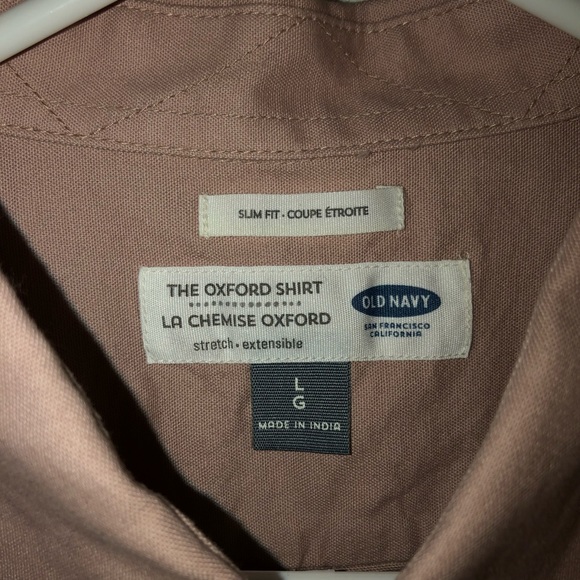 SLIM FIT • COUPE ÉTROITE
THE OXFORD SHIRT
LA CHEMISE OXFORD
stretch • extensible
OLD NAVY
SAN FRANCISCO
CALIFORNIA
L
G
MADE IN INDIA